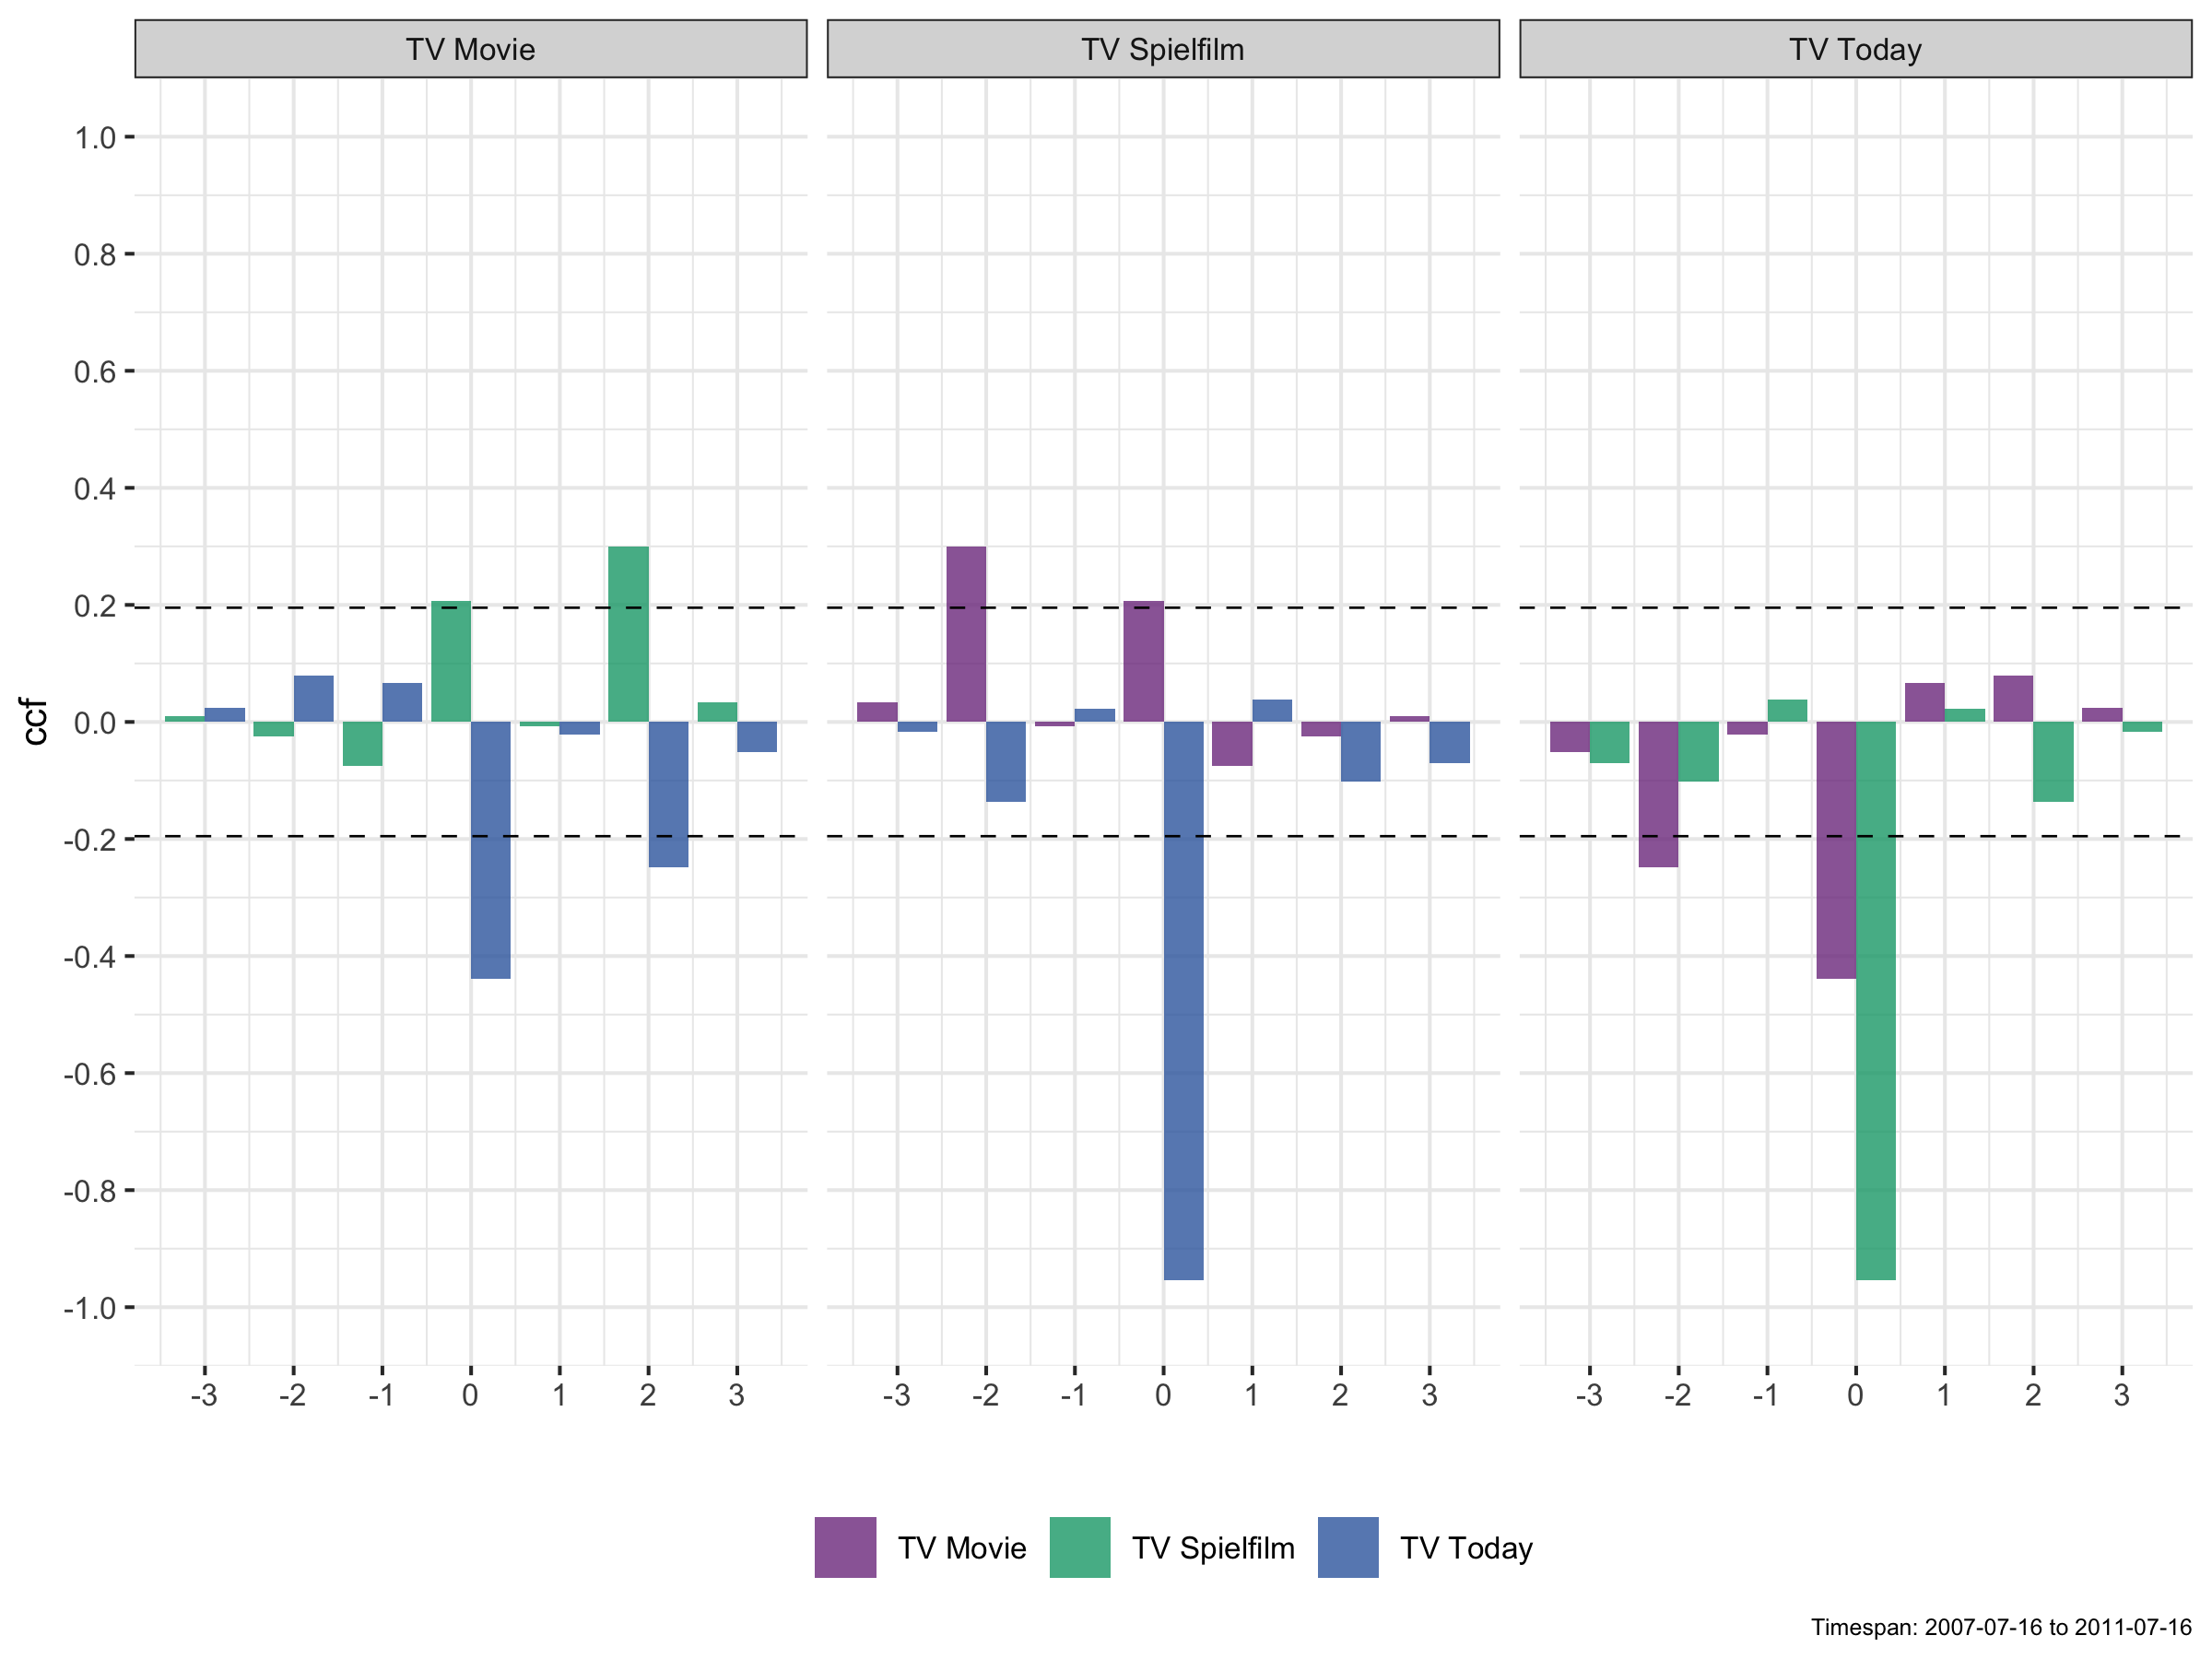 TV Movie TV Spielfilm TV Today
1.0
0.8
0.6
0.4
0.2
0.0
-0.2
-0.4
-0.6
-0.8
-1.0
ccf
-3 -2 -1 0 1 2 3 -3 -2 -1 0 1 2 3 -3 -2 -1 0 1 2 3
TV Movie TV Spielfilm TV Today
Timespan: 2007-07-16 to 2011-07-16